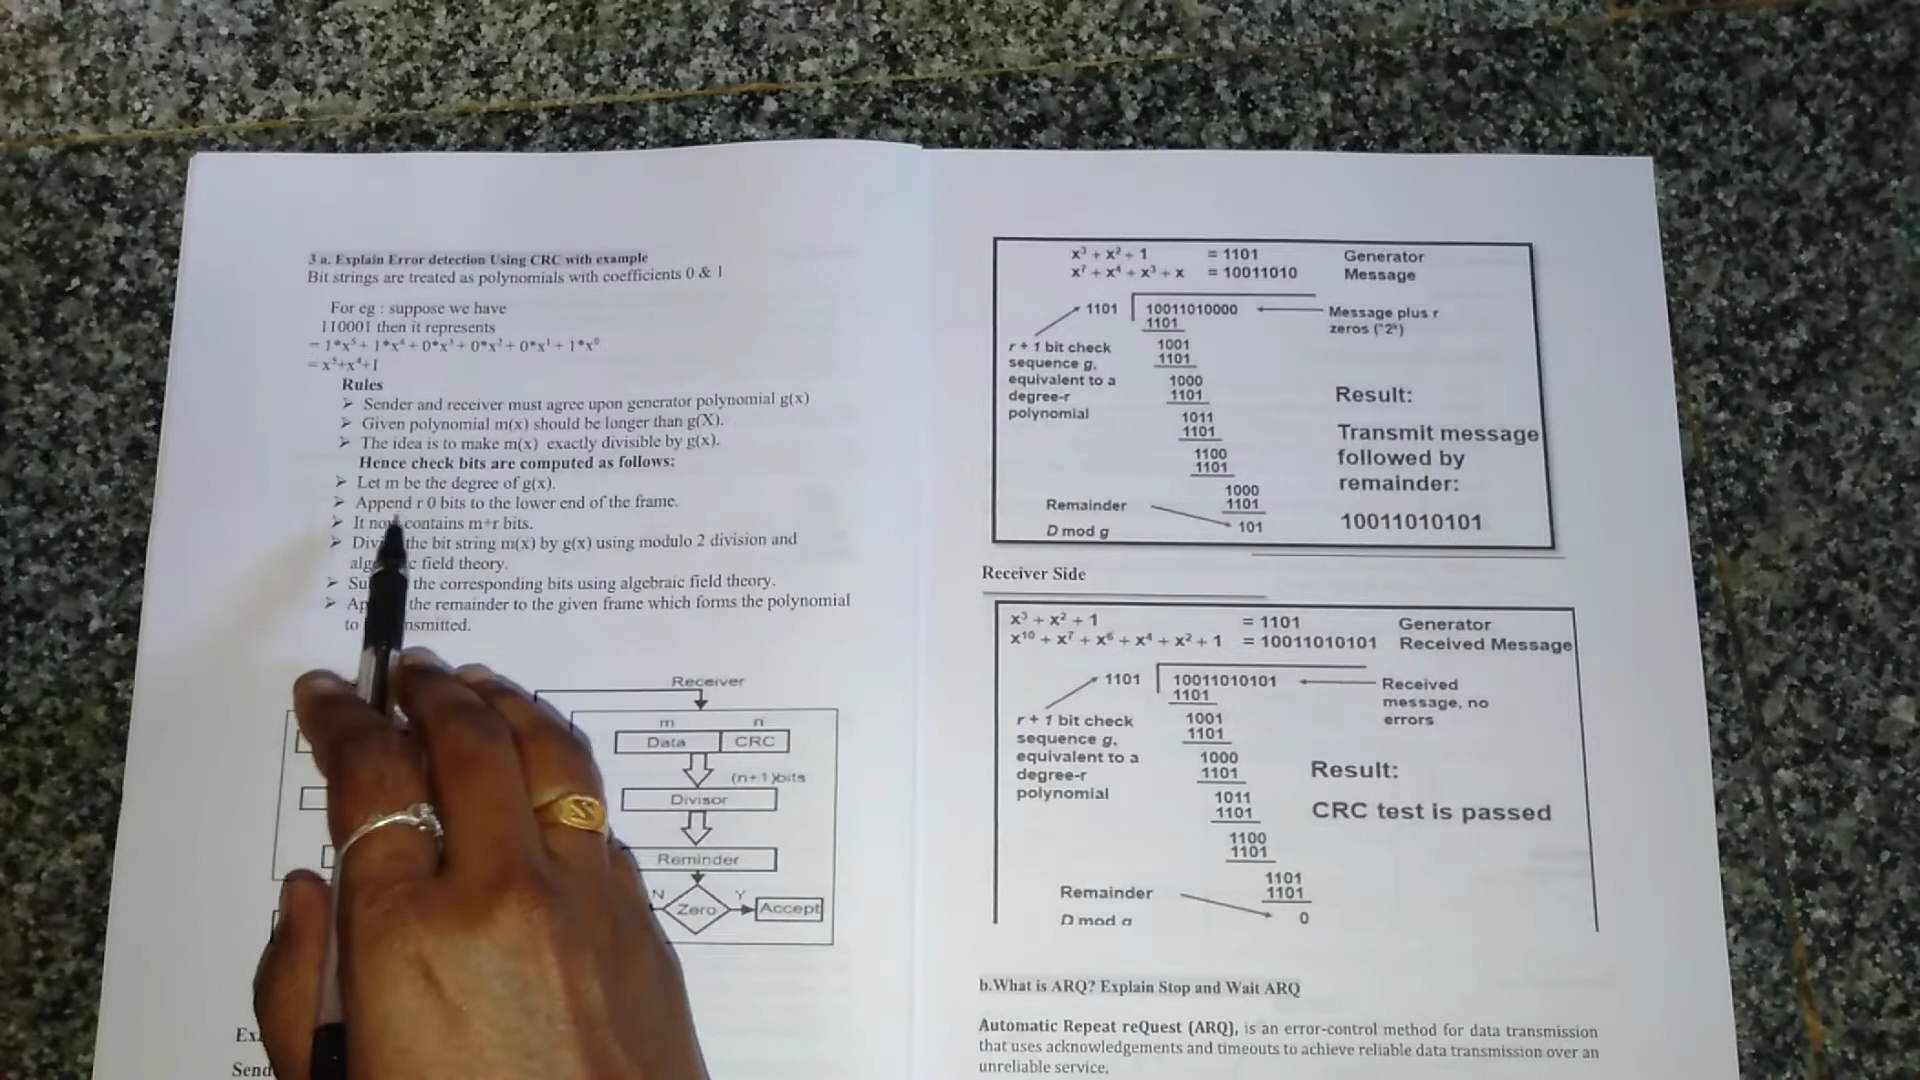 3 a. Explain Error detection Using CRC with example
Bit strings are treated as polynomials with coefficients 0 & 1
For eg : suppose we have
110001 then it represents
= 1*x⁵+ 1*x⁴+ 0*x³+ 0*x²+ 0*x¹+ 1*x⁰
= x⁵+x⁴+1
Rules
➢ Sender and receiver must agree upon generator polynomial g(x)
➢ Given polynomial m(x) should be longer than g(X).
➢ The idea is to make m(x) exactly divisible by g(x).
Hence check bits are computed as follows:
➢ Let m be the degree of g(x).
➢ Append r 0 bits to the lower end of the frame.
➢ It contains m+r bits.
➢ the bit string m(x) by g(x) using modulo 2 division and
field theory.
➢ the corresponding bits using algebraic field theory.
➢ the remainder to the given frame which forms the polynomial
to
Receiver
m n
Data CRC
(n+1)bits
Divisor
Reminder
N Y
Zero Accept
x³ + x² + 1 = 1101 Generator
x⁷ + x⁴ + x³ + x = 10011010 Message
1101 10011010000 Message plus r
zeros (*2ᵏ)
1101
r + 1 bit check
sequence g,
equivalent to a
degree-r
polynomial
1001
1101
1000
1101
1011
1101
1100
1101
1000
1101
101
Remainder
D mod g
Result:
Transmit message
followed by
remainder:
10011010101
Receiver Side
x³ + x² + 1 = 1101 Generator
x¹⁰ + x⁷ + x⁶ + x⁴ + x² + 1 = 10011010101 Received Message
1101 10011010101 Received
message, no
errors
1101
r + 1 bit check
sequence g,
equivalent to a
degree-r
polynomial
1001
1101
1000
1101
1011
1101
1100
1101
1101
1101
0
Remainder
D mod g
Result:
CRC test is passed
b.What is ARQ? Explain Stop and Wait ARQ
Automatic Repeat reQuest (ARQ), is an error-control method for data transmission
that uses acknowledgements and timeouts to achieve reliable data transmission over an
unreliable service.